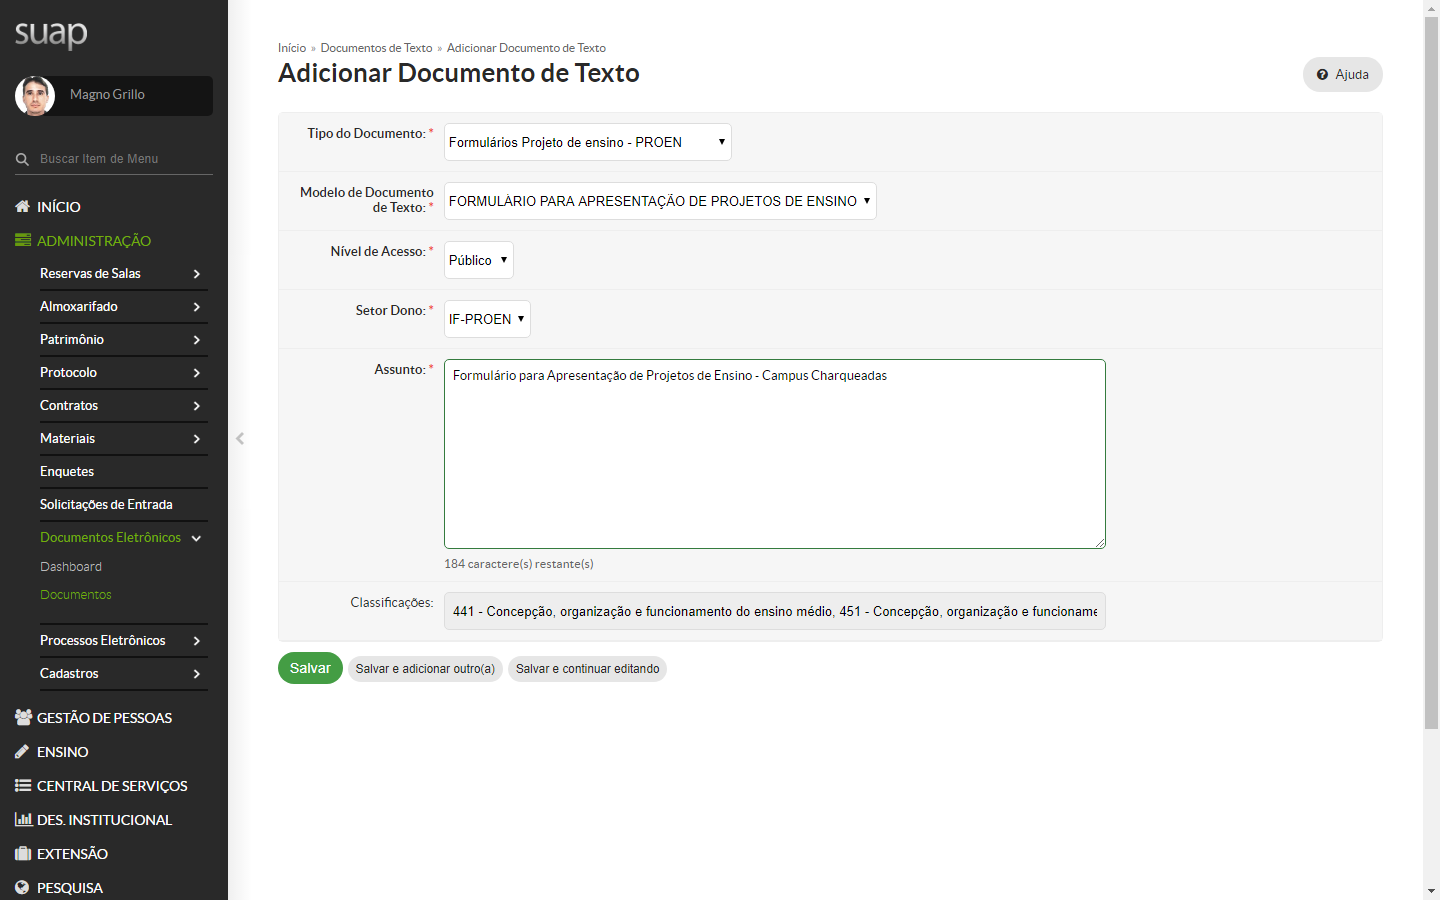 suap
Magno Grillo
Buscar Item de Menu
INÍCIO
ADMINISTRAÇÃO
Reservas de Salas
Almoxarifado
Patrimônio
Protocolo
Contratos
Materiais
Enquetes
Solicitações de Entrada
Documentos Eletrônicos
Dashboard
Documentos
Processos Eletrônicos
Cadastros
GESTÃO DE PESSOAS
ENSINO
CENTRAL DE SERVIÇOS
DES. INSTITUCIONAL
EXTENSÃO
PESQUISA
Início » Documentos de Texto » Adicionar Documento de Texto
Adicionar Documento de Texto
Ajuda
Tipo do Documento: * Formulários Projeto de ensino - PROEN
Modelo de Documento
de Texto: * FORMULÁRIO PARA APRESENTAÇÃO DE PROJETOS DE ENSINO
Nível de Acesso: * Público
Setor Dono: * IF-PROEN
Assunto: * Formulário para Apresentação de Projetos de Ensino - Campus Charqueadas
184 caractere(s) restante(s)
Classificações: 441 - Concepção, organização e funcionamento do ensino médio, 451 - Concepção, organização e funcioname
Salvar Salvar e adicionar outro(a) Salvar e continuar editando